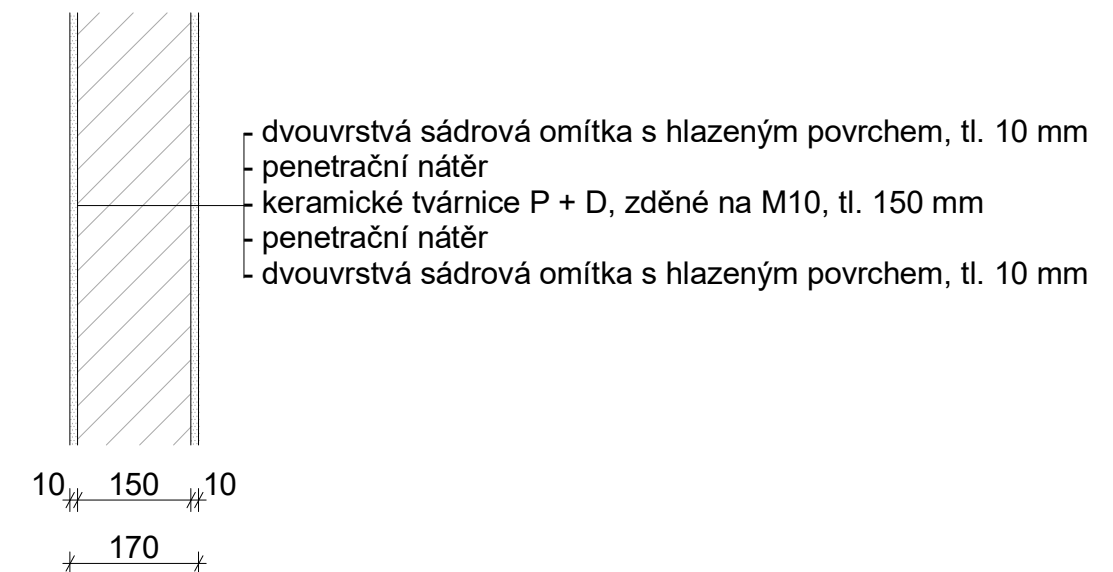 - dvouvrstvá sádrová omítka s hlazeným povrchem, tl. 10 mm
- penetrační nátěr
- keramické tvárnice P + D, zděné na M10, tl. 150 mm
- penetrační nátěr
- dvouvrstvá sádrová omítka s hlazeným povrchem, tl. 10 mm
10 150 10
170